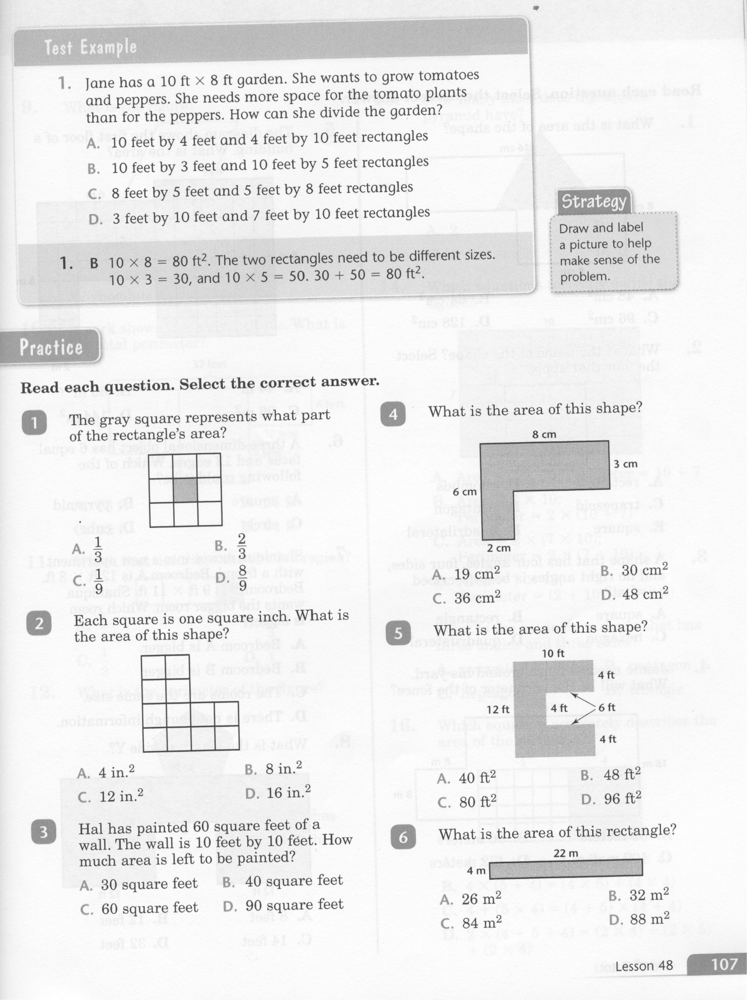 Test Example
1. Jane has a 10 ft × 8 ft garden. She wants to grow tomatoes
and peppers. She needs more space for the tomato plants
than for the peppers. How can she divide the garden?
A. 10 feet by 4 feet and 4 feet by 10 feet rectangles
B. 10 feet by 3 feet and 10 feet by 5 feet rectangles
C. 8 feet by 5 feet and 5 feet by 8 feet rectangles
D. 3 feet by 10 feet and 7 feet by 10 feet rectangles
1. B 10 × 8 = 80 ft². The two rectangles need to be different sizes.
10 × 3 = 30, and 10 × 5 = 50. 30 + 50 = 80 ft².
Strategy
Draw and label
a picture to help
make sense of the
problem.
Practice
Read each question. Select the correct answer.
1 The gray square represents what part
of the rectangle's area?
A. 1/3 B. 2/3
C. 1/9 D. 8/9
2 Each square is one square inch. What is
the area of this shape?
A. 4 in.² B. 8 in.²
C. 12 in.² D. 16 in.²
3 Hal has painted 60 square feet of a
wall. The wall is 10 feet by 10 feet. How
much area is left to be painted?
A. 30 square feet B. 40 square feet
C. 60 square feet D. 90 square feet
4 What is the area of this shape?
8 cm
3 cm
6 cm
2 cm
A. 19 cm² B. 30 cm²
C. 36 cm² D. 48 cm²
5 What is the area of this shape?
10 ft
4 ft
12 ft 4 ft 6 ft
4 ft
A. 40 ft² B. 48 ft²
C. 80 ft² D. 96 ft²
6 What is the area of this rectangle?
22 m
4 m
A. 26 m² B. 32 m²
C. 84 m² D. 88 m²
Lesson 48 107